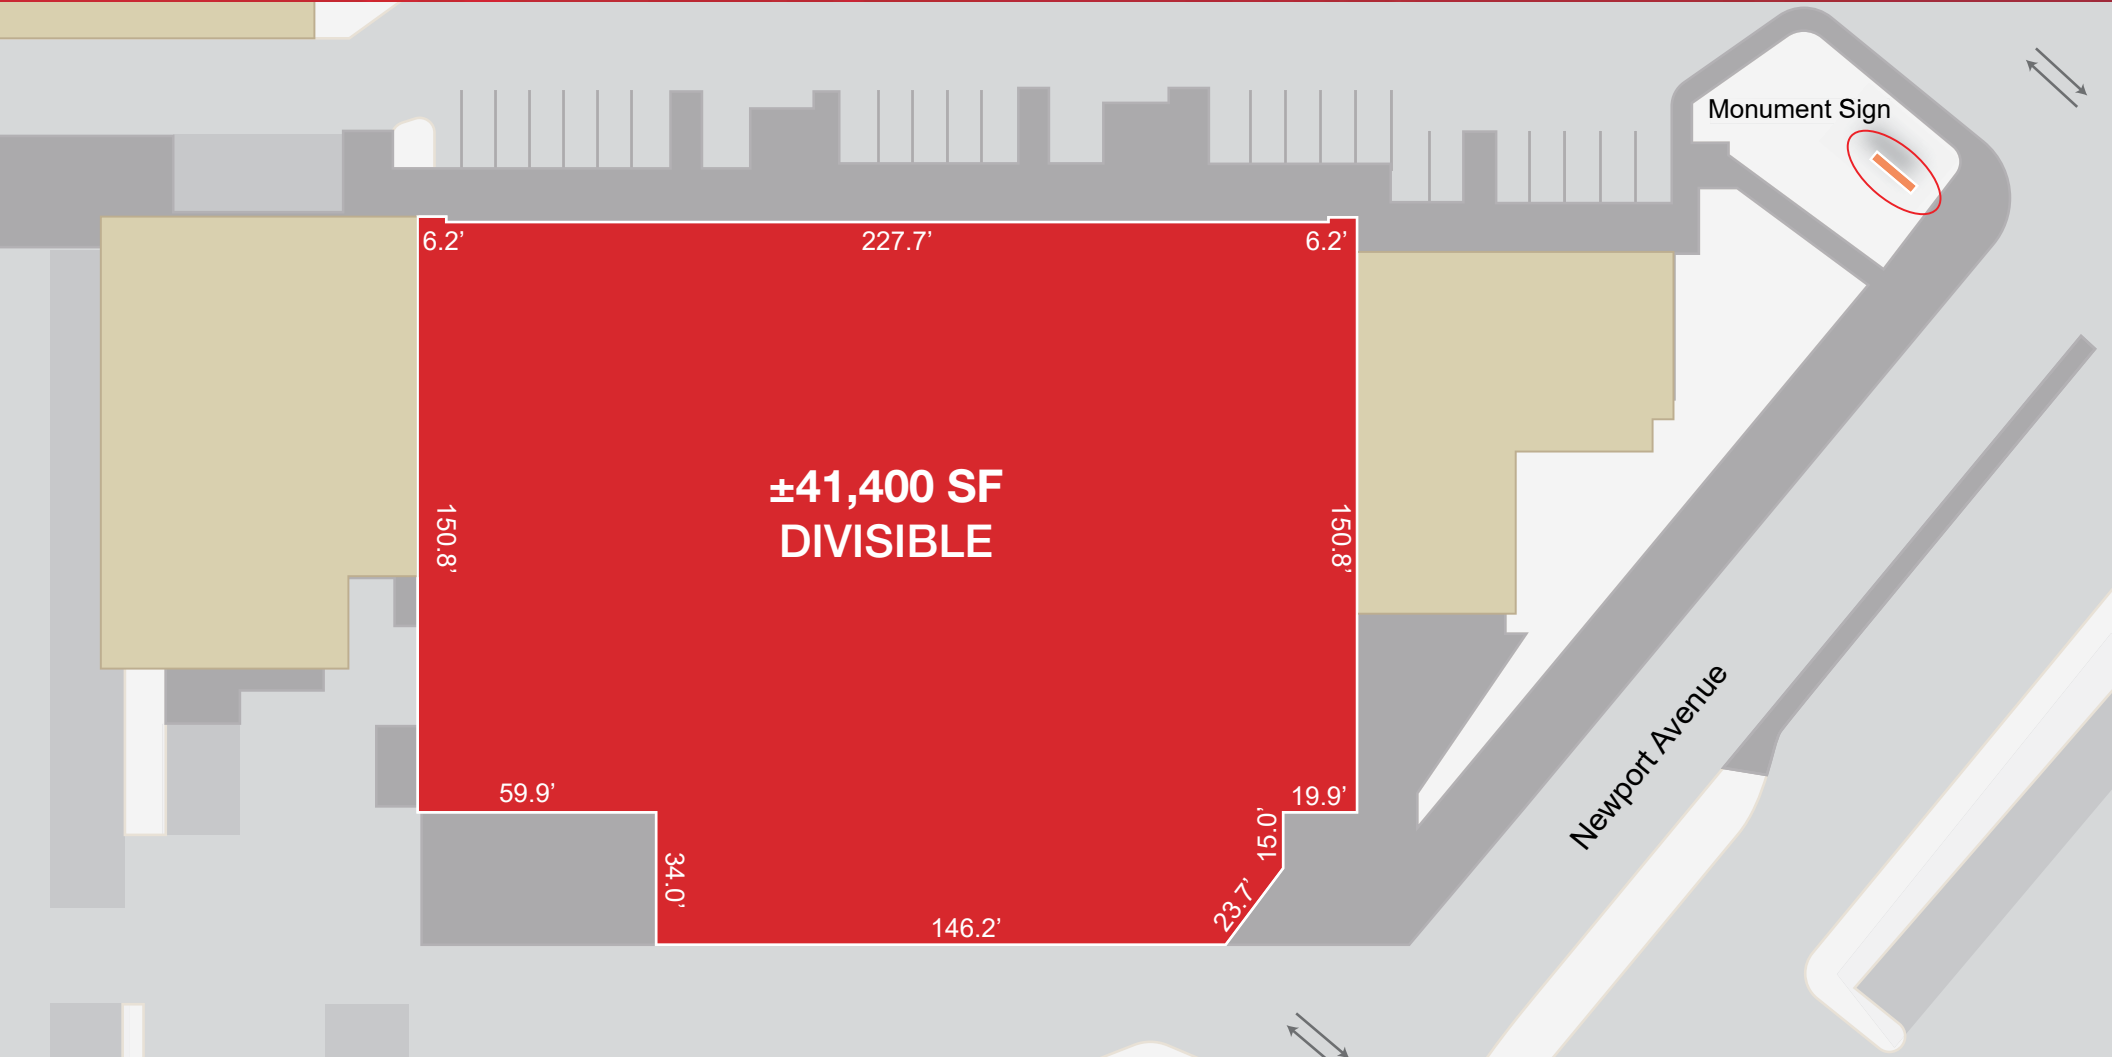 Monument Sign
6.2’
227.7’
6.2’
±41,400 SF
DIVISIBLE
150.8’
150.8’
59.9’
19.9’
15.0’
34.0’
23.7’
146.2’
Newport Avenue